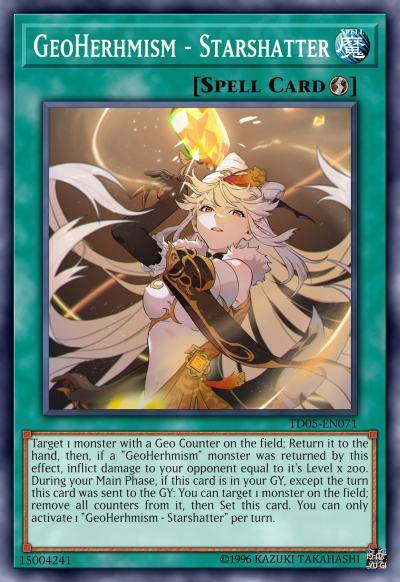 GeoHerhmism - Starshatter
SPELL
魔
[Spell Card]
TD05-EN071
Target 1 monster with a Geo Counter on the field; Return it to the
hand, then, if a "GeoHerhmism" monster was returned by this
effect, inflict damage to your opponent equal to it's Level x 200.
During your Main Phase, if this card is in your GY, except the turn
this card was sent to the GY: You can target 1 monster on the field;
remove all counters from it, then Set this card. You can only
activate 1 "GeoHerhmism - Starshatter" per turn.
15004241
©1996 KAZUKI TAKAHASHI